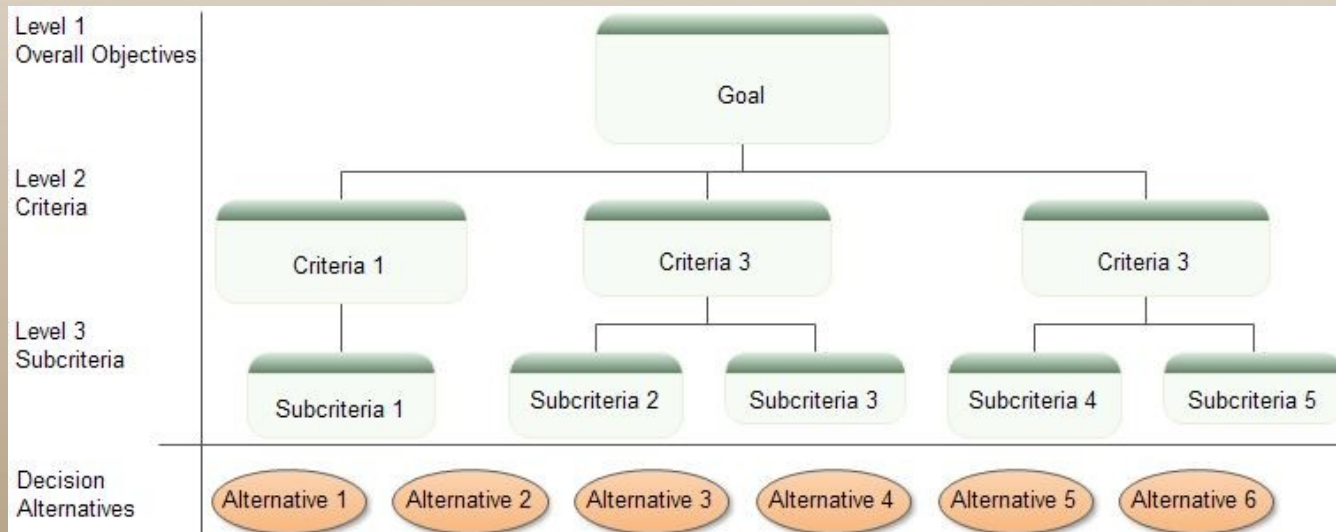 Level 1
Overall Objectives
Goal
Level 2
Criteria
Criteria 1
Criteria 3
Criteria 3
Level 3
Subcriteria
Subcriteria 1
Subcriteria 2
Subcriteria 3
Subcriteria 4
Subcriteria 5
Decision
Alternatives
Alternative 1
Alternative 2
Alternative 3
Alternative 4
Alternative 5
Alternative 6